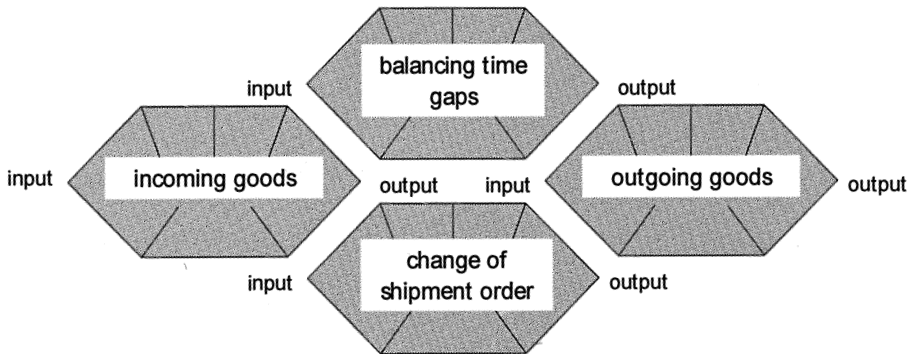 balancing time
gaps
input
output
input
incoming goods
output
input
outgoing goods
output
input
change of
shipment order
output